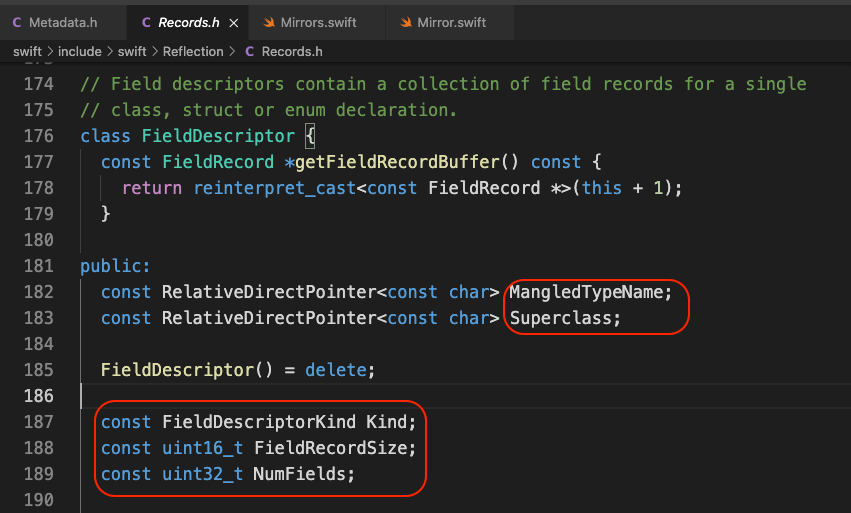 Metadata.h
Records.h ×
Mirrors.swift
Mirror.swift
swift > include > swift > Reflection > C Records.h
174 // Field descriptors contain a collection of field records for a single
175 // class, struct or enum declaration.
176 class FieldDescriptor {
177   const FieldRecord *getFieldRecordBuffer() const {
178     return reinterpret_cast<const FieldRecord *>(this + 1);
179   }
180
181 public:
182   const RelativeDirectPointer<const char> MangledTypeName;
183   const RelativeDirectPointer<const char> Superclass;
184
185   FieldDescriptor() = delete;
186
187   const FieldDescriptorKind Kind;
188   const uint16_t FieldRecordSize;
189   const uint32_t NumFields;
190